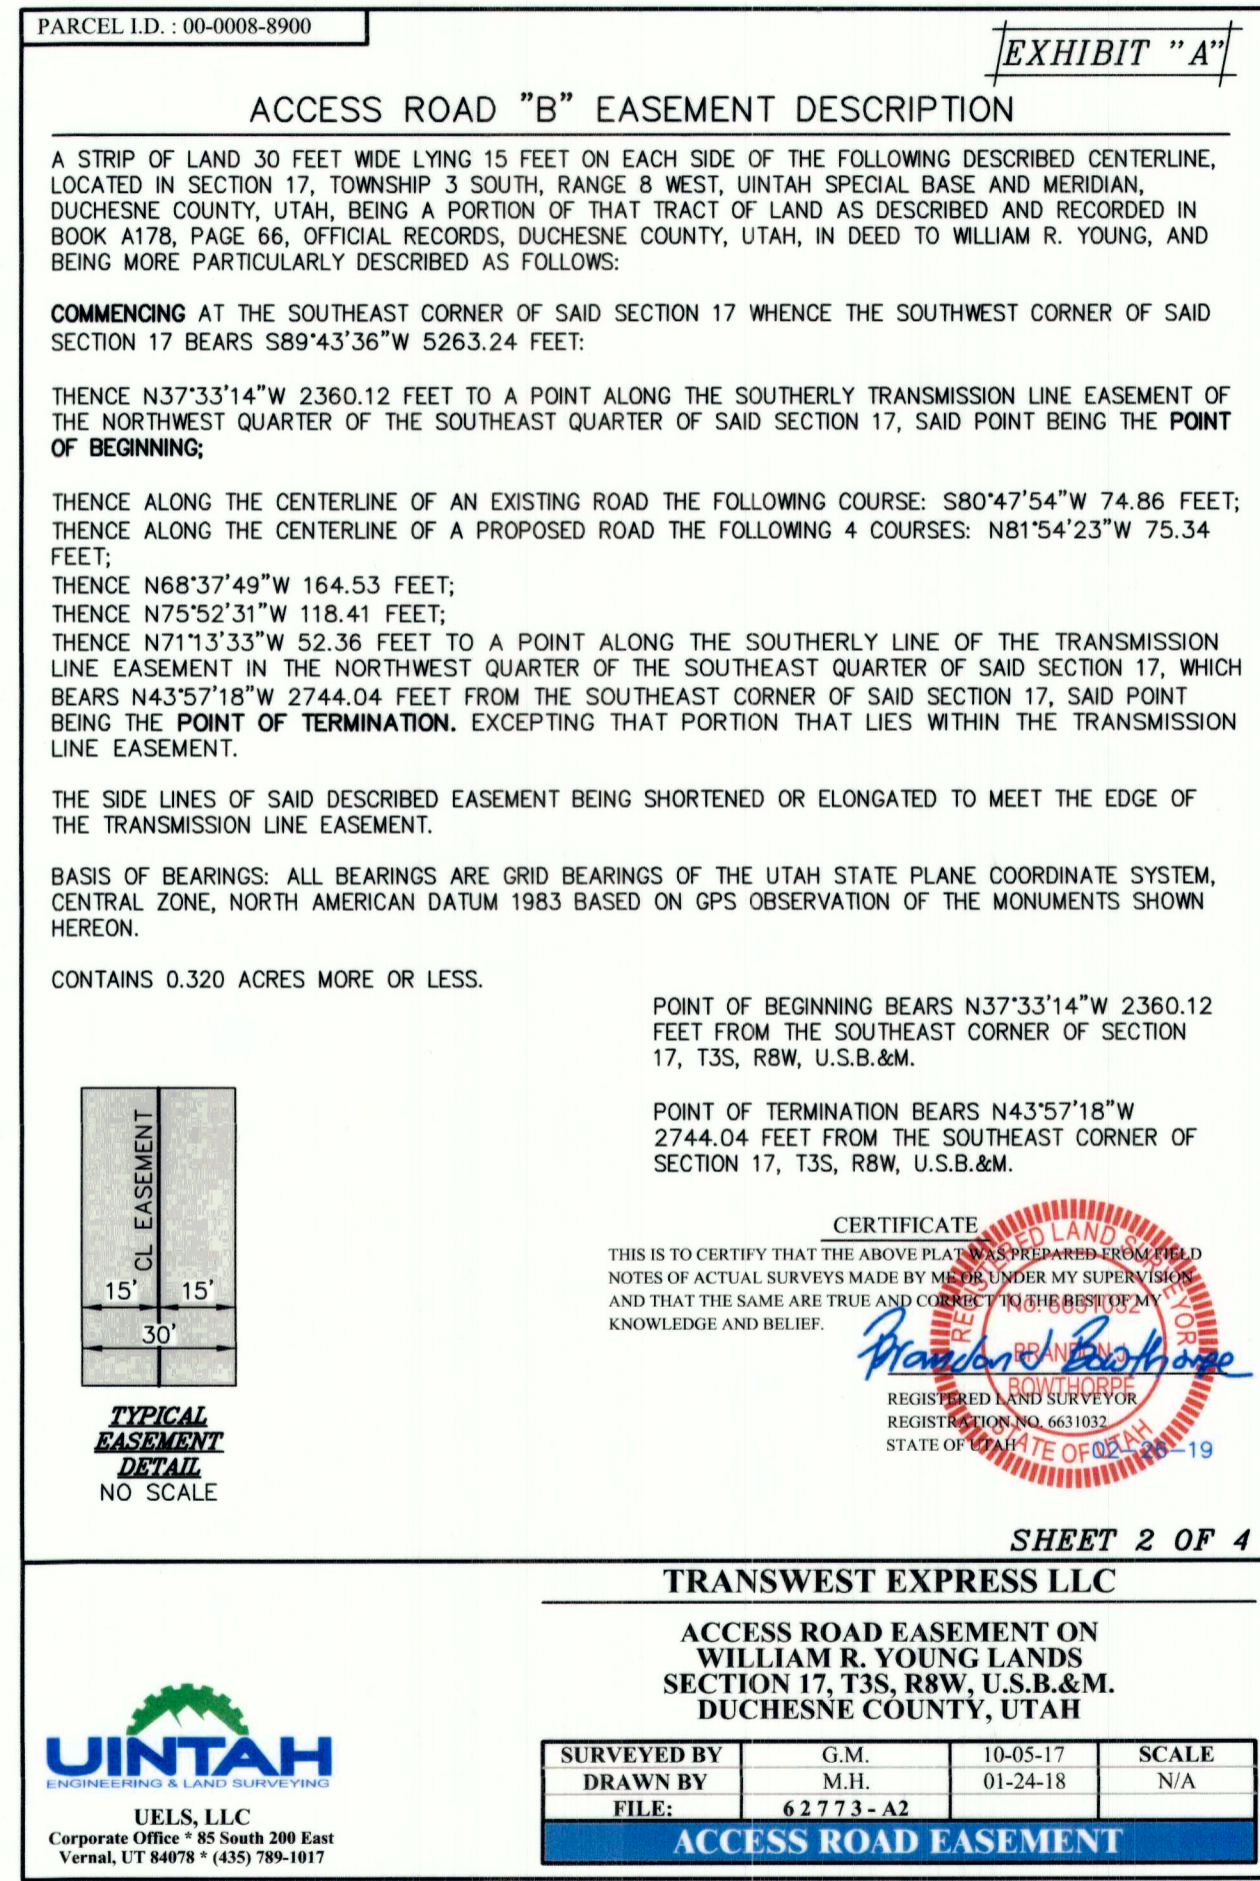 PARCEL I.D. : 00-0008-8900
EXHIBIT "A"
ACCESS ROAD "B" EASEMENT DESCRIPTION
A STRIP OF LAND 30 FEET WIDE LYING 15 FEET ON EACH SIDE OF THE FOLLOWING DESCRIBED CENTERLINE,
LOCATED IN SECTION 17, TOWNSHIP 3 SOUTH, RANGE 8 WEST, UINTAH SPECIAL BASE AND MERIDIAN,
DUCHESNE COUNTY, UTAH, BEING A PORTION OF THAT TRACT OF LAND AS DESCRIBED AND RECORDED IN
BOOK A178, PAGE 66, OFFICIAL RECORDS, DUCHESNE COUNTY, UTAH, IN DEED TO WILLIAM R. YOUNG, AND
BEING MORE PARTICULARLY DESCRIBED AS FOLLOWS:
COMMENCING AT THE SOUTHEAST CORNER OF SAID SECTION 17 WHENCE THE SOUTHWEST CORNER OF SAID
SECTION 17 BEARS S89°43'36"W 5263.24 FEET:
THENCE N37°33'14"W 2360.12 FEET TO A POINT ALONG THE SOUTHERLY TRANSMISSION LINE EASEMENT OF
THE NORTHWEST QUARTER OF THE SOUTHEAST QUARTER OF SAID SECTION 17, SAID POINT BEING THE POINT
OF BEGINNING;
THENCE ALONG THE CENTERLINE OF AN EXISTING ROAD THE FOLLOWING COURSE: S80°47'54"W 74.86 FEET;
THENCE ALONG THE CENTERLINE OF A PROPOSED ROAD THE FOLLOWING 4 COURSES: N81°54'23"W 75.34
FEET;
THENCE N68°37'49"W 164.53 FEET;
THENCE N75°52'31"W 118.41 FEET;
THENCE N71°13'33"W 52.36 FEET TO A POINT ALONG THE SOUTHERLY LINE OF THE TRANSMISSION
LINE EASEMENT IN THE NORTHWEST QUARTER OF THE SOUTHEAST QUARTER OF SAID SECTION 17, WHICH
BEARS N43°57'18"W 2744.04 FEET FROM THE SOUTHEAST CORNER OF SAID SECTION 17, SAID POINT
BEING THE POINT OF TERMINATION. EXCEPTING THAT PORTION THAT LIES WITHIN THE TRANSMISSION
LINE EASEMENT.
THE SIDE LINES OF SAID DESCRIBED EASEMENT BEING SHORTENED OR ELONGATED TO MEET THE EDGE OF
THE TRANSMISSION LINE EASEMENT.
BASIS OF BEARINGS: ALL BEARINGS ARE GRID BEARINGS OF THE UTAH STATE PLANE COORDINATE SYSTEM,
CENTRAL ZONE, NORTH AMERICAN DATUM 1983 BASED ON GPS OBSERVATION OF THE MONUMENTS SHOWN
HEREON.
CONTAINS 0.320 ACRES MORE OR LESS.
POINT OF BEGINNING BEARS N37°33'14"W 2360.12
FEET FROM THE SOUTHEAST CORNER OF SECTION
17, T3S, R8W, U.S.B.&M.
POINT OF TERMINATION BEARS N43°57'18"W
2744.04 FEET FROM THE SOUTHEAST CORNER OF
SECTION 17, T3S, R8W, U.S.B.&M.
CL EASEMENT
15' 15'
30'
TYPICAL
EASEMENT
DETAIL
NO SCALE
CERTIFICATE
THIS IS TO CERTIFY THAT THE ABOVE PLAT WAS PREPARED FROM FIELD
NOTES OF ACTUAL SURVEYS MADE BY ME OR UNDER MY SUPERVISION
AND THAT THE SAME ARE TRUE AND CORRECT TO THE BEST OF MY
KNOWLEDGE AND BELIEF.
Brandon J Bowthorpe
REGISTERED LAND SURVEYOR
No. 6631032
BRANDON J.
BOWTHORPE
STATE OF UTAH
REGISTERED LAND SURVEYOR
REGISTRATION NO. 6631032
STATE OF UTAH
02-26-19
SHEET 2 OF 4
TRANSWEST EXPRESS LLC
ACCESS ROAD EASEMENT ON
WILLIAM R. YOUNG LANDS
SECTION 17, T3S, R8W, U.S.B.&M.
DUCHESNE COUNTY, UTAH
UINTAH
ENGINEERING & LAND SURVEYING
UELS, LLC
Corporate Office * 85 South 200 East
Vernal, UT 84078 * (435) 789-1017
SURVEYED BY G.M. 10-05-17 SCALE
DRAWN BY M.H. 01-24-18 N/A
FILE: 62773-A2
ACCESS ROAD EASEMENT